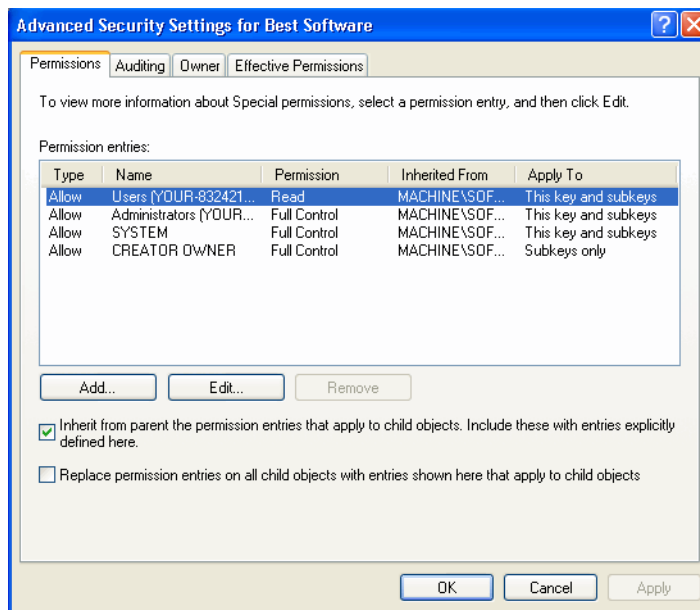 Advanced Security Settings for Best Software
Permissions Auditing Owner Effective Permissions
To view more information about Special permissions, select a permission entry, and then click Edit.
Permission entries:
Type Name Permission Inherited From Apply To
Allow Users (YOUR-832421... Read MACHINE\SOF... This key and subkeys
Allow Administrators (YOUR... Full Control MACHINE\SOF... This key and subkeys
Allow SYSTEM Full Control MACHINE\SOF... This key and subkeys
Allow CREATOR OWNER Full Control MACHINE\SOF... Subkeys only
Add... Edit... Remove
Inherit from parent the permission entries that apply to child objects. Include these with entries explicitly
defined here.
Replace permission entries on all child objects with entries shown here that apply to child objects
OK Cancel Apply